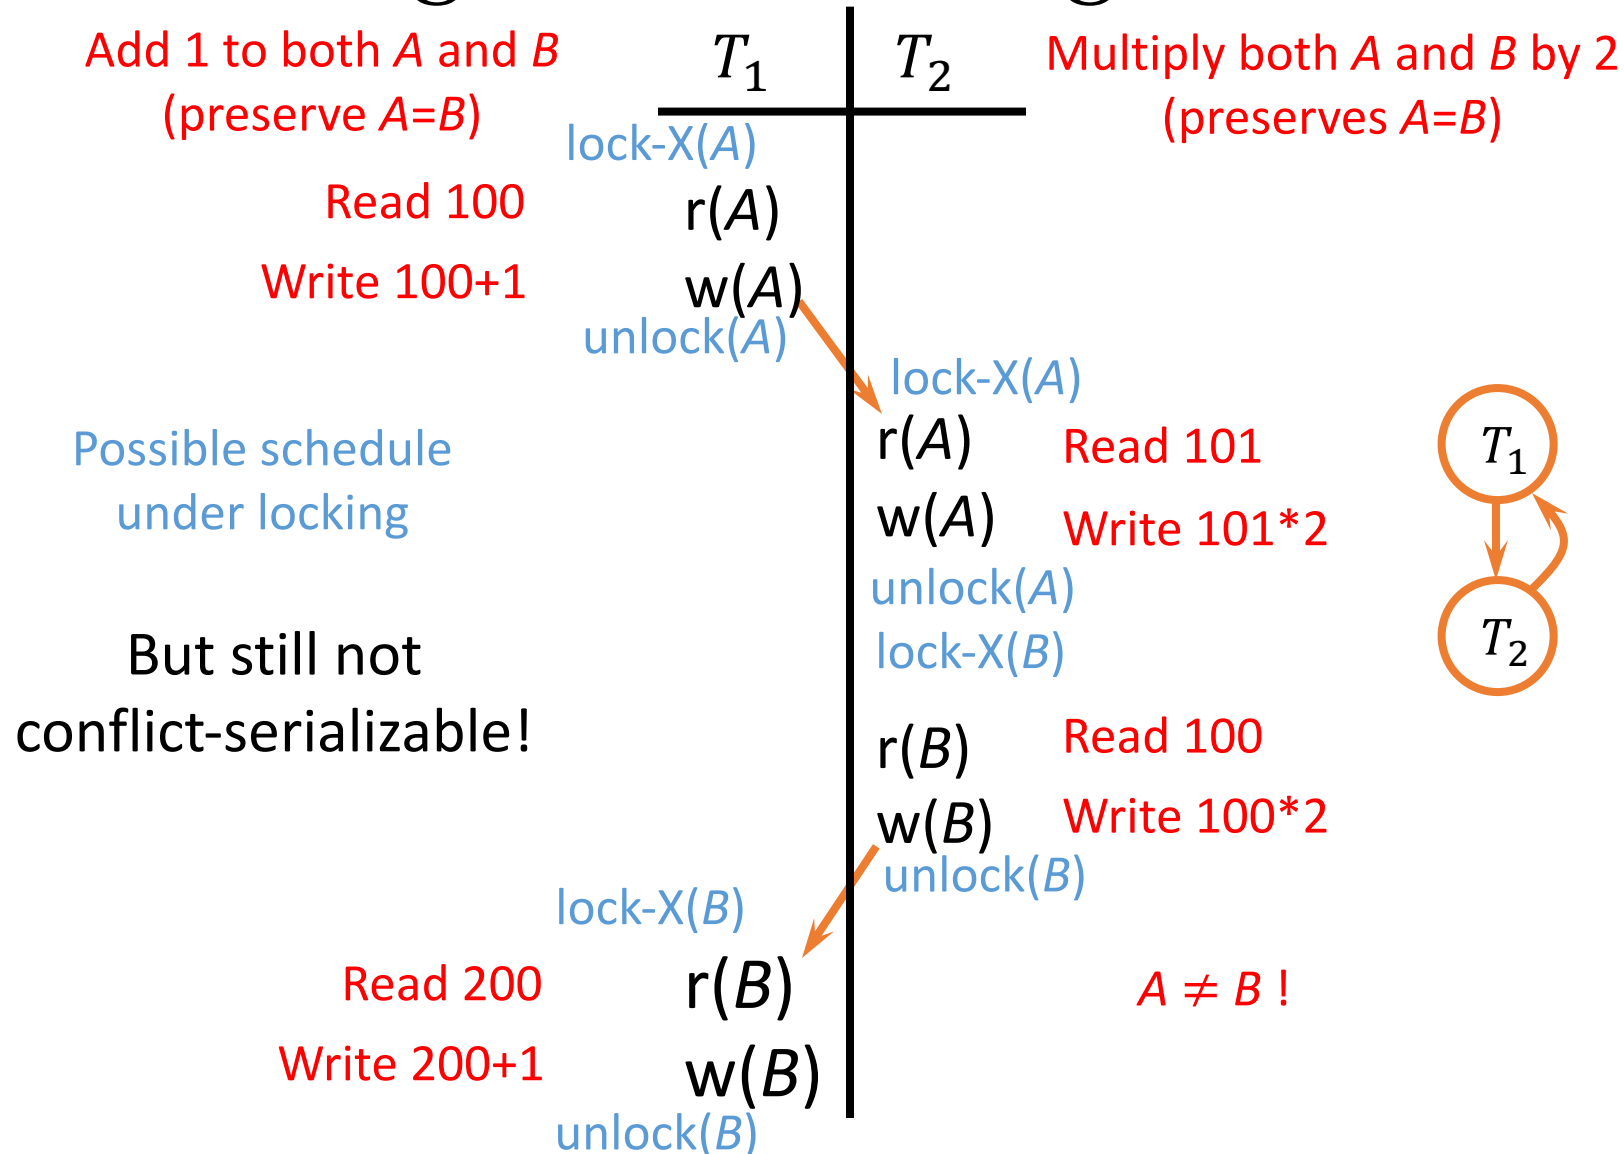 Add 1 to both A and B
(preserve A=B)
T1
T2
Multiply both A and B by 2
(preserves A=B)
lock-X(A)
Read 100
r(A)
Write 100+1
w(A)
unlock(A)
lock-X(A)
r(A)
Read 101
Possible schedule
under locking
w(A)
Write 101*2
unlock(A)
lock-X(B)
T1
T2
But still not
conflict-serializable!
r(B)
Read 100
w(B)
Write 100*2
unlock(B)
lock-X(B)
Read 200
r(B)
A ≠ B !
Write 200+1
w(B)
unlock(B)